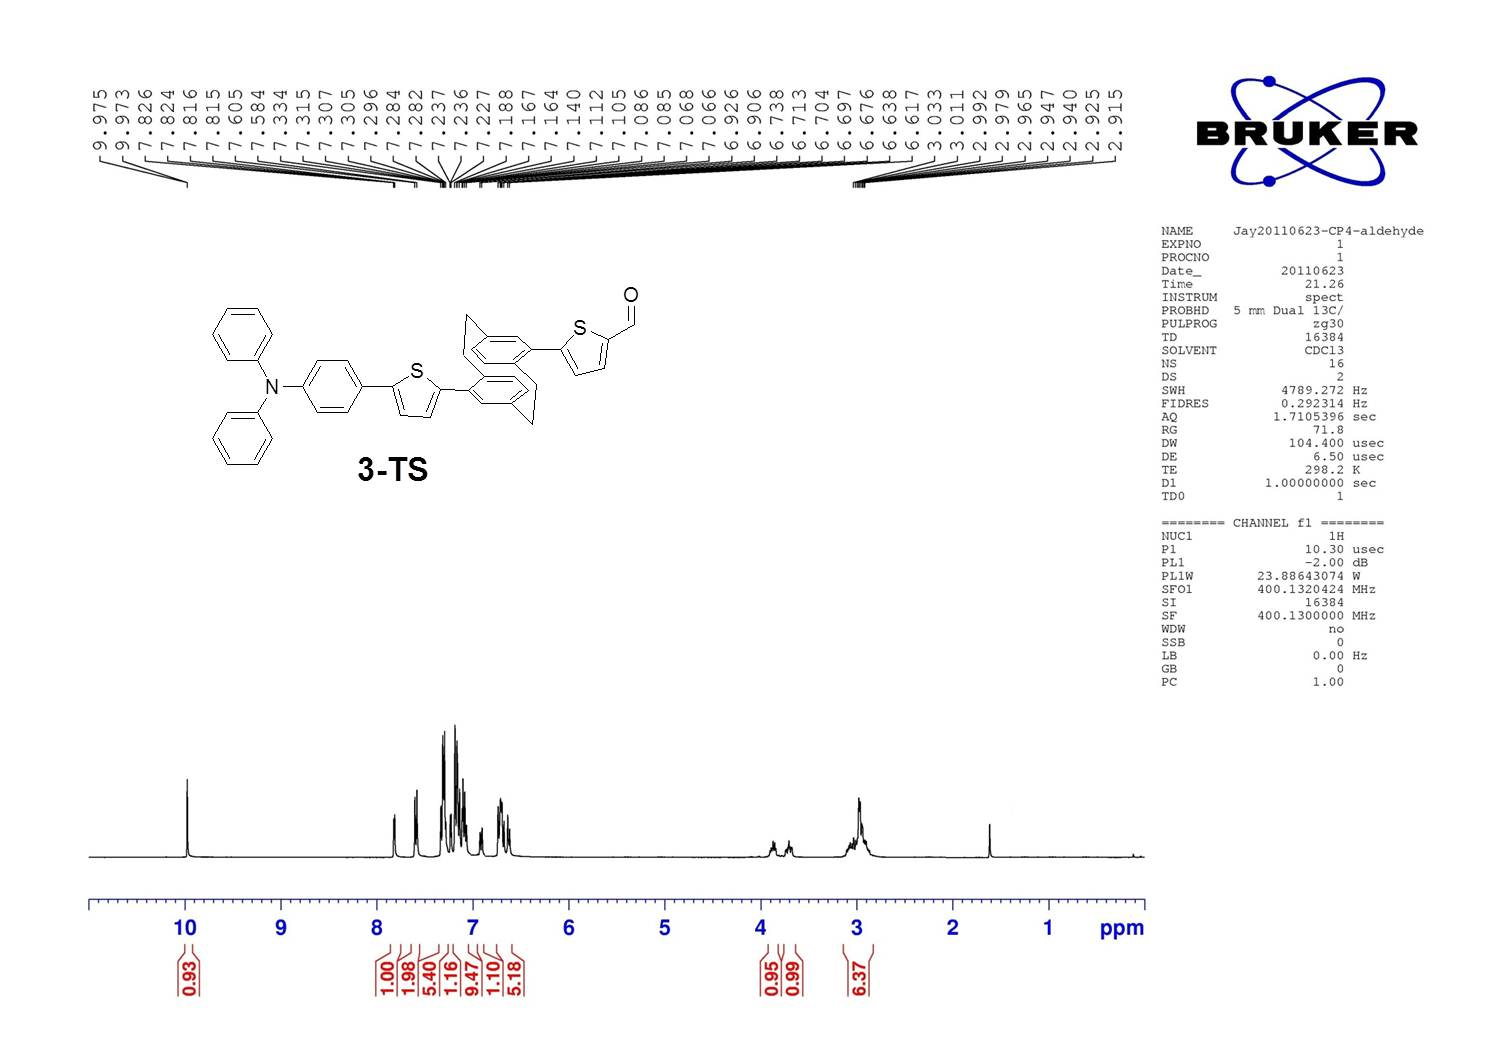 9.975
9.973
7.826
7.824
7.816
7.815
7.605
7.584
7.334
7.315
7.307
7.305
7.296
7.284
7.282
7.237
7.236
7.227
7.188
7.167
7.164
7.140
7.112
7.105
7.086
7.085
7.068
7.066
6.926
6.906
6.738
6.713
6.704
6.697
6.676
6.638
6.617
3.033
3.011
2.992
2.979
2.965
2.947
2.940
2.925
2.915
BRUKER
NAME Jay20110623-CP4-aldehyde
EXPNO 1
PROCNO 1
Date_ 20110623
Time 21.26
INSTRUM spect
PROBHD 5 mm Dual 13C/
PULPROG zg30
TD 16384
SOLVENT CDCl3
NS 16
DS 2
SWH 4789.272 Hz
FIDRES 0.292314 Hz
AQ 1.7105396 sec
RG 71.8
DW 104.400 usec
DE 6.50 usec
TE 298.2 K
D1 1.00000000 sec
TD0 1
======== CHANNEL f1 ========
NUC1 1H
P1 10.30 usec
PL1 -2.00 dB
PL1W 23.88643074 W
SFO1 400.1320424 MHz
SI 16384
SF 400.1300000 MHz
WDW no
SSB 0
LB 0.00 Hz
GB 0
PC 1.00
O
S
S
N
3-TS
10 9 8 7 6 5 4 3 2 1 ppm
0.93
1.00
1.98
5.40
1.16
9.47
1.10
5.18
0.95
0.99
6.37